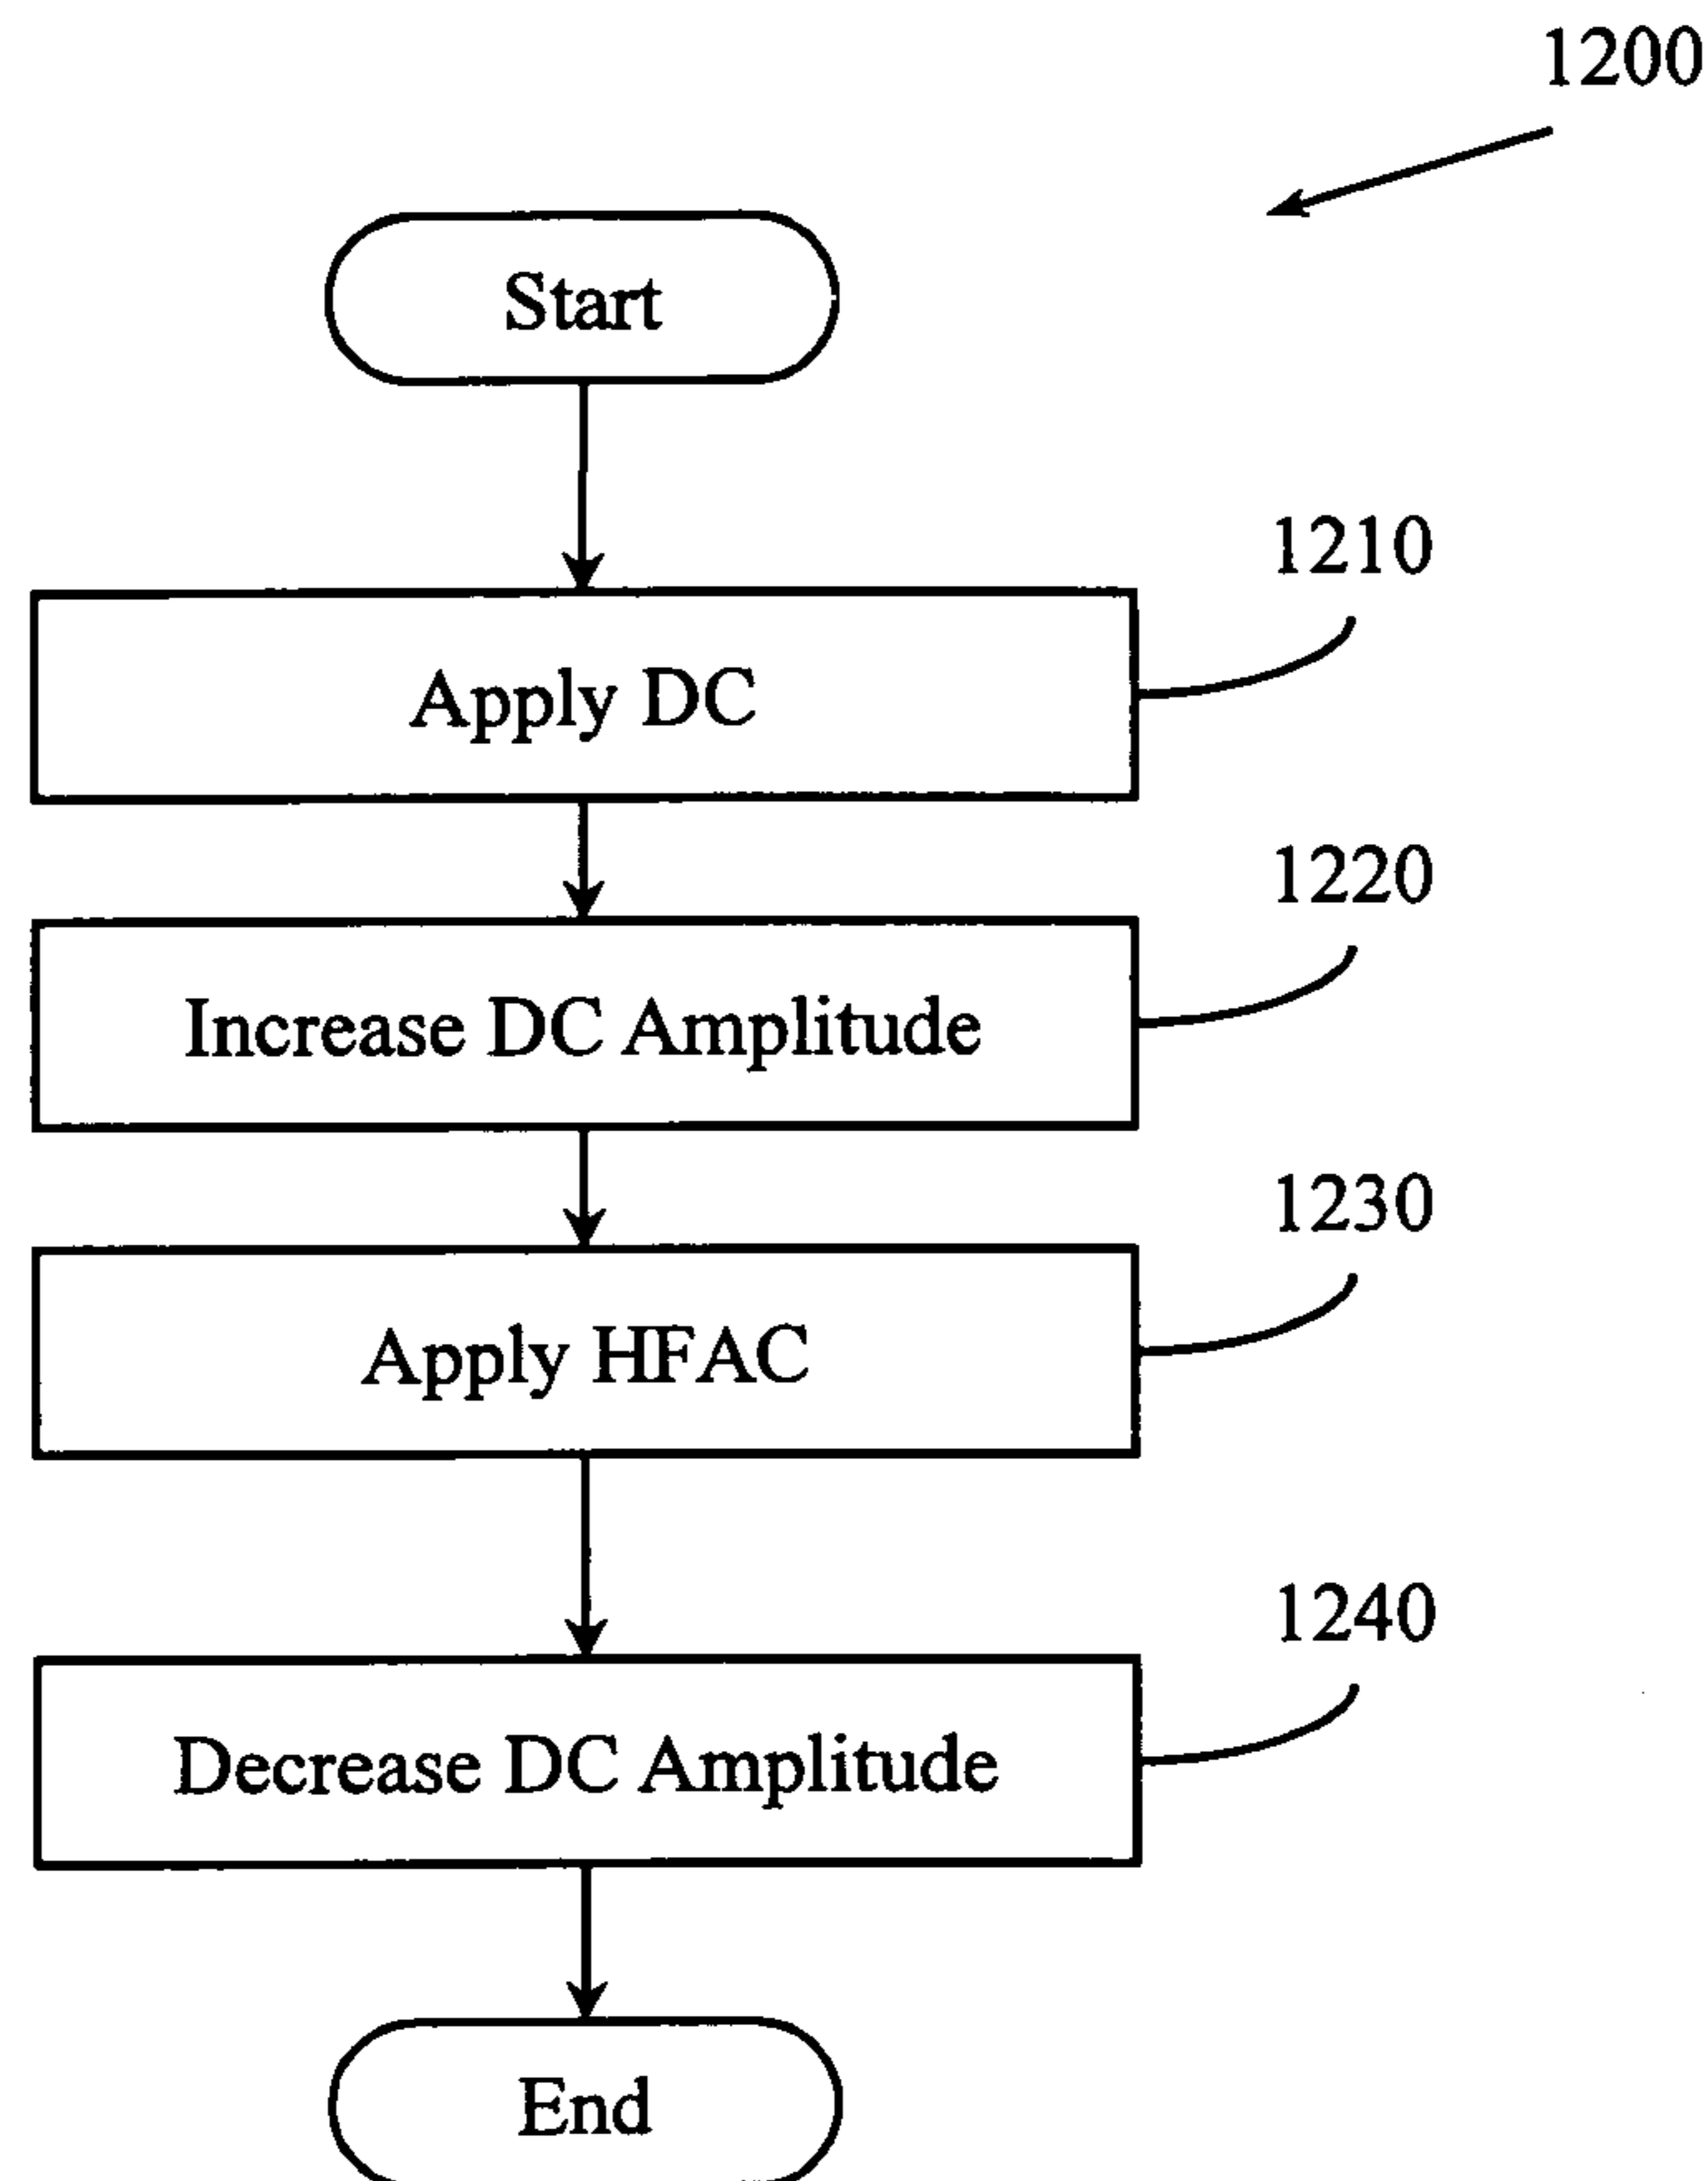 1200
Start
1210
Apply DC
1220
Increase DC Amplitude
1230
Apply HFAC
1240
Decrease DC Amplitude
End